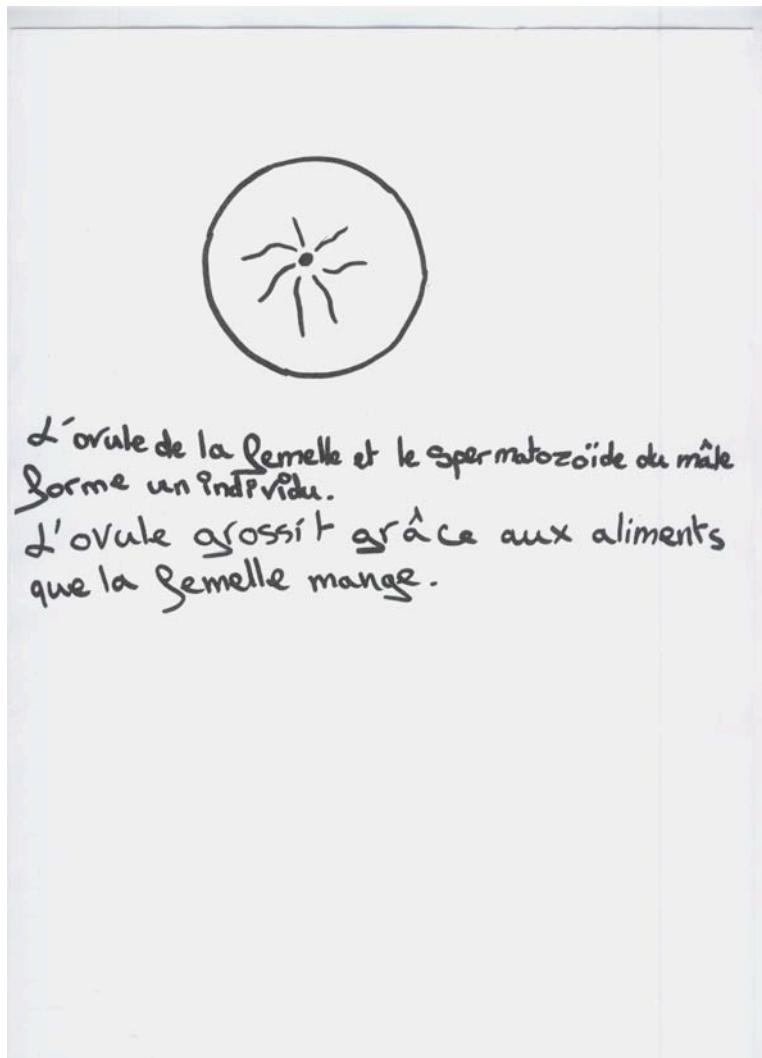 L'ovule de la femelle et le spermatozoïde du mâle
forme un individu.
L'ovule grossit grâce aux aliments
que la femelle mange.